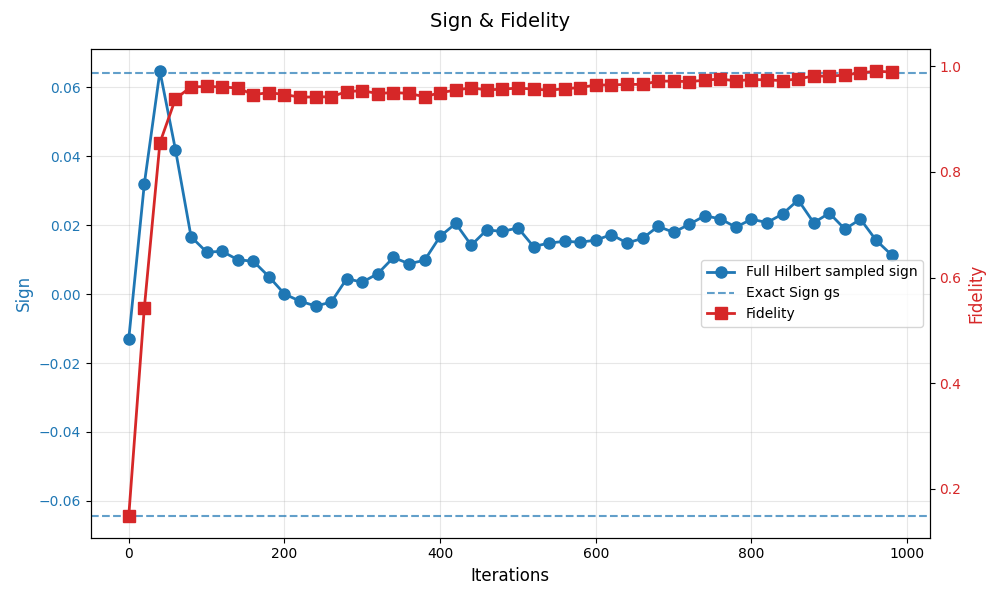 Sign & Fidelity
0.06
0.04
0.02
0.00
−0.02
−0.04
−0.06
Sign
1.0
0.8
0.6
0.4
0.2
Fidelity
Full Hilbert sampled sign
Exact Sign gs
Fidelity
0 200 400 600 800 1000
Iterations